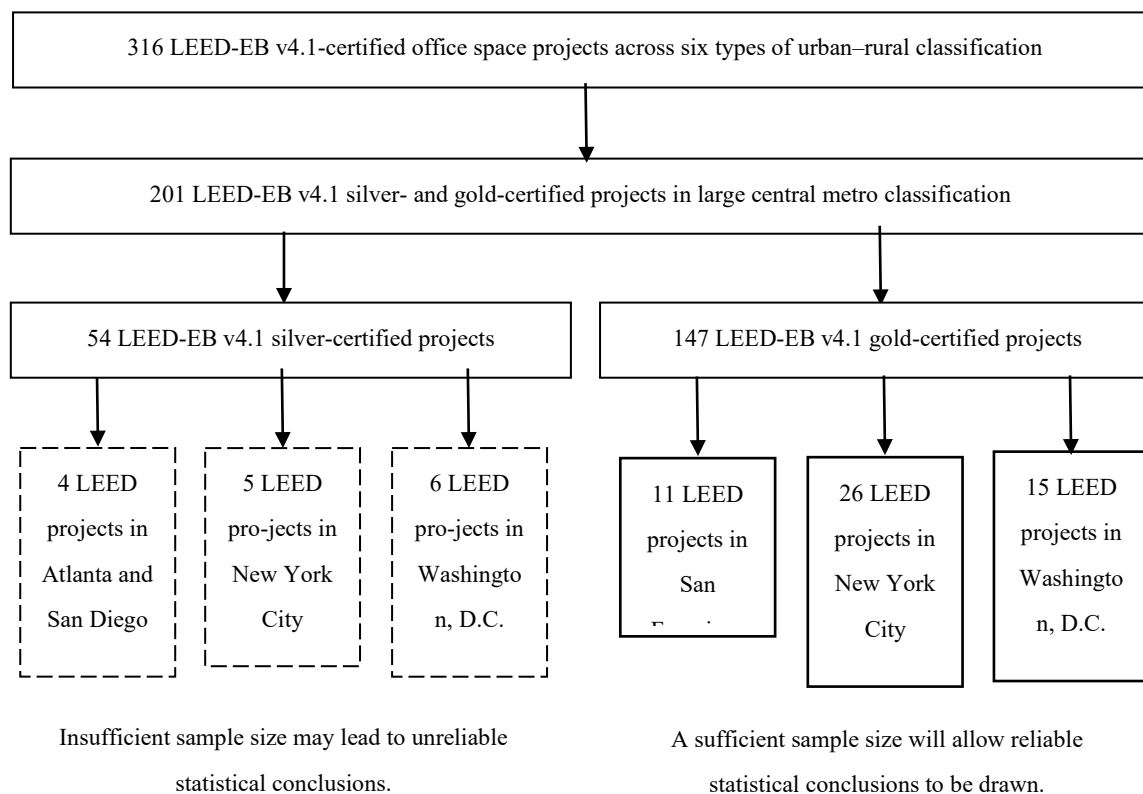 316 LEED-EB v4.1-certified office space projects across six types of urban–rural classification
201 LEED-EB v4.1 silver- and gold-certified projects in large central metro classification
54 LEED-EB v4.1 silver-certified projects
147 LEED-EB v4.1 gold-certified projects
4 LEED
projects in
Atlanta and
San Diego
5 LEED
pro-jects in
New York
City
6 LEED
pro-jects in
Washingto
n, D.C.
11 LEED
projects in
San
26 LEED
projects in
New York
City
15 LEED
projects in
Washingto
n, D.C.
Insufficient sample size may lead to unreliable
statistical conclusions.
A sufficient sample size will allow reliable
statistical conclusions to be drawn.